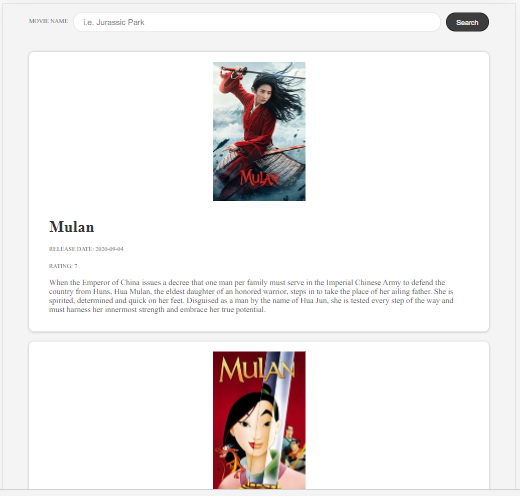 MOVIE NAME
i.e. Jurassic Park
Search
MULAN
Mulan
RELEASE DATE: 2020-09-04
RATING: 7
When the Emperor of China issues a decree that one man per family must serve in the Imperial Chinese Army to defend the
country from Huns, Hua Mulan, the eldest daughter of an honored warrior, steps in to take the place of her ailing father. She is
spirited, determined and quick on her feet. Disguised as a man by the name of Hua Jun, she is tested every step of the way and
must harness her innermost strength and embrace her true potential.
MULAN